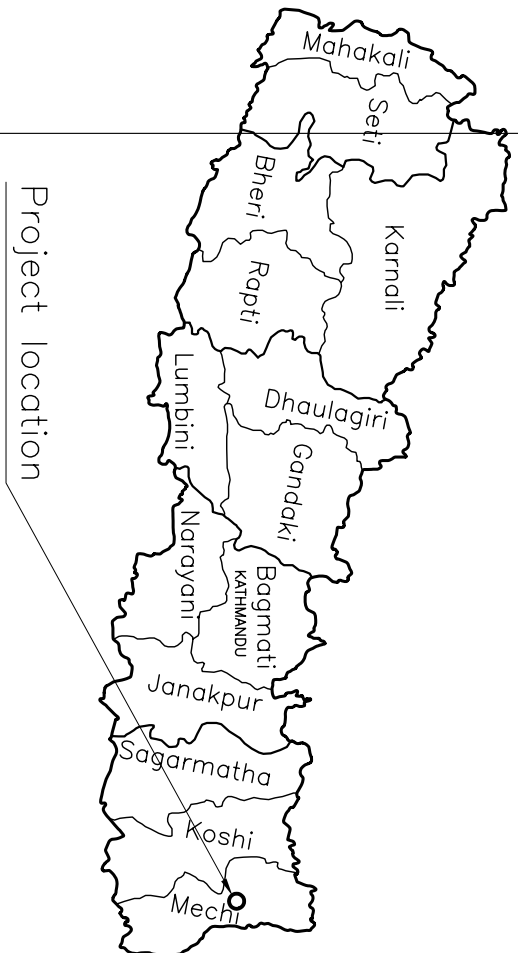 Mahakali
Seti
Karnali
Bheri
Rapti
Dhaulagiri
Lumbini
Gandaki
Narayani
Bagmati
KATHMANDU
Janakpur
Sagarmatha
Koshi
Mechi
Project location